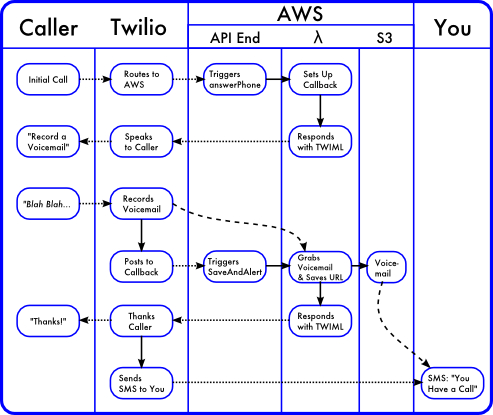 Caller
Twilio
AWS
You
API End
λ
S3
Initial Call
Routes to
AWS
Triggers
answerPhone
Sets Up
Callback
"Record a
Voicemail"
Speaks
to Caller
Responds
with TWIML
"Blah Blah...
Records
Voicemail
Posts to
Callback
Triggers
SaveAndAlert
Grabs
Voicemail
& Saves URL
Voice-
mail
"Thanks!"
Thanks
Caller
Responds
with TWIML
Sends
SMS to You
SMS: "You
Have a Call"